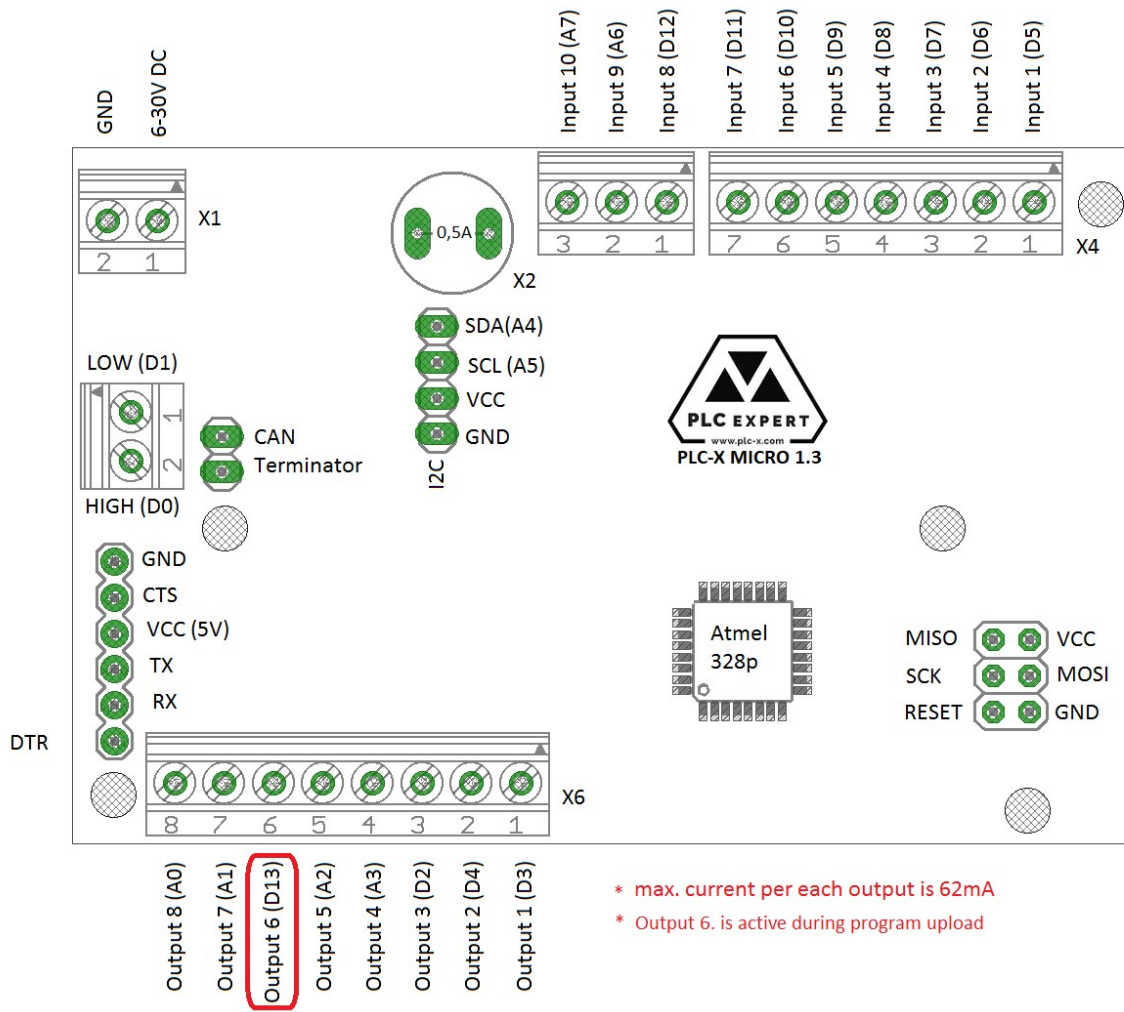 GND
6-30V DC
Input 10 (A7)
Input 9 (A6)
Input 8 (D12)
Input 7 (D11)
Input 6 (D10)
Input 5 (D9)
Input 4 (D8)
Input 3 (D7)
Input 2 (D6)
Input 1 (D5)
X1
2 1
0,5A
X2
3 2 1
7 6 5 4 3 2 1
X4
SDA(A4)
SCL (A5)
VCC
GND
I2C
LOW (D1)
1
2
HIGH (D0)
CAN
Terminator
PLC EXPERT
www.plc-x.com
PLC-X MICRO 1.3
GND
CTS
VCC (5V)
TX
RX
DTR
Atmel
328p
MISO VCC
SCK MOSI
RESET GND
X6
8 7 6 5 4 3 2 1
Output 8 (A0)
Output 7 (A1)
Output 6 (D13)
Output 5 (A2)
Output 4 (A3)
Output 3 (D2)
Output 2 (D4)
Output 1 (D3)
* max. current per each output is 62mA
* Output 6. is active during program upload